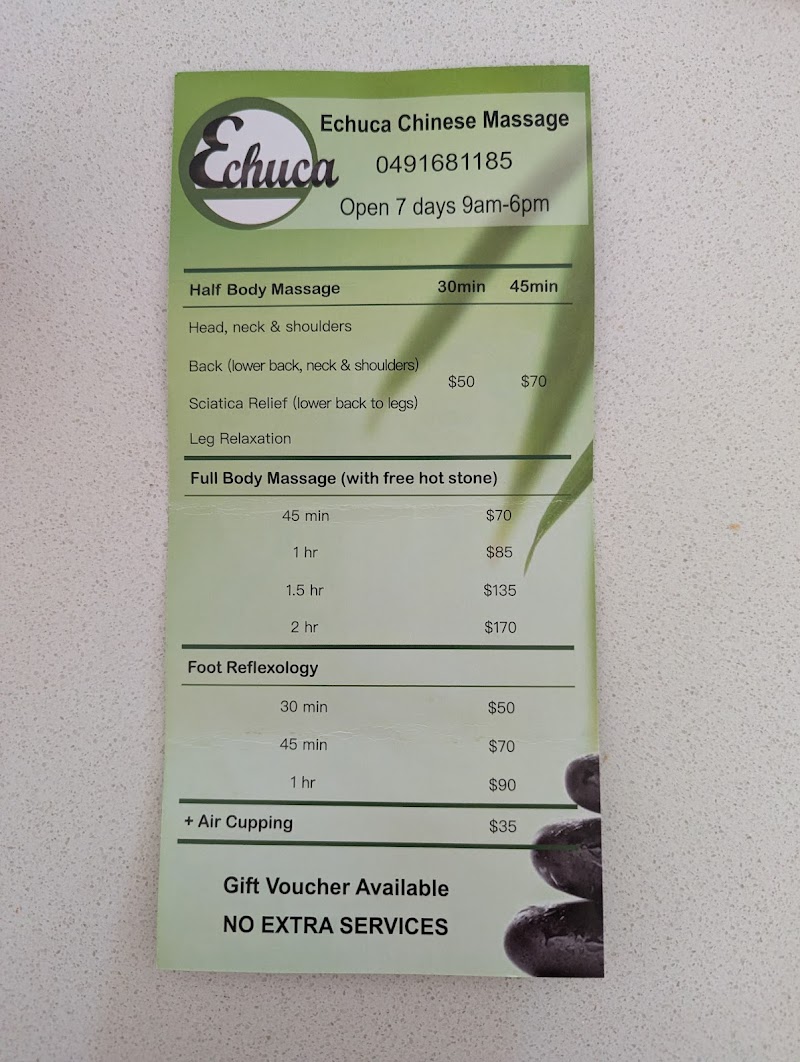 Echuca
Echuca Chinese Massage
0491681185
Open 7 days 9am-6pm
Half Body Massage 30min 45min
Head, neck & shoulders
Back (lower back, neck & shoulders)
$50 $70
Sciatica Relief (lower back to legs)
Leg Relaxation
Full Body Massage (with free hot stone)
45 min $70
1 hr $85
1.5 hr $135
2 hr $170
Foot Reflexology
30 min $50
45 min $70
1 hr $90
+ Air Cupping $35
Gift Voucher Available
NO EXTRA SERVICES